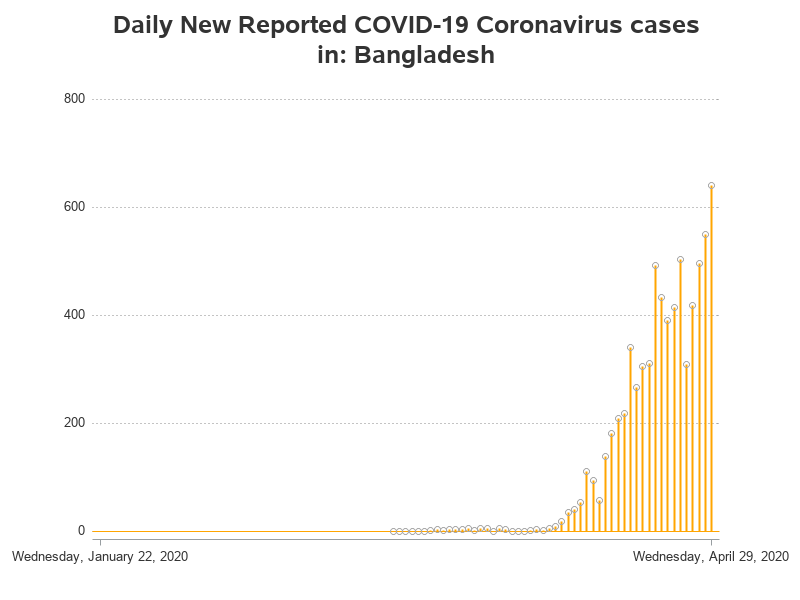 Daily New Reported COVID-19 Coronavirus cases
in: Bangladesh
800
600
400
200
0
Wednesday, January 22, 2020 Wednesday, April 29, 2020